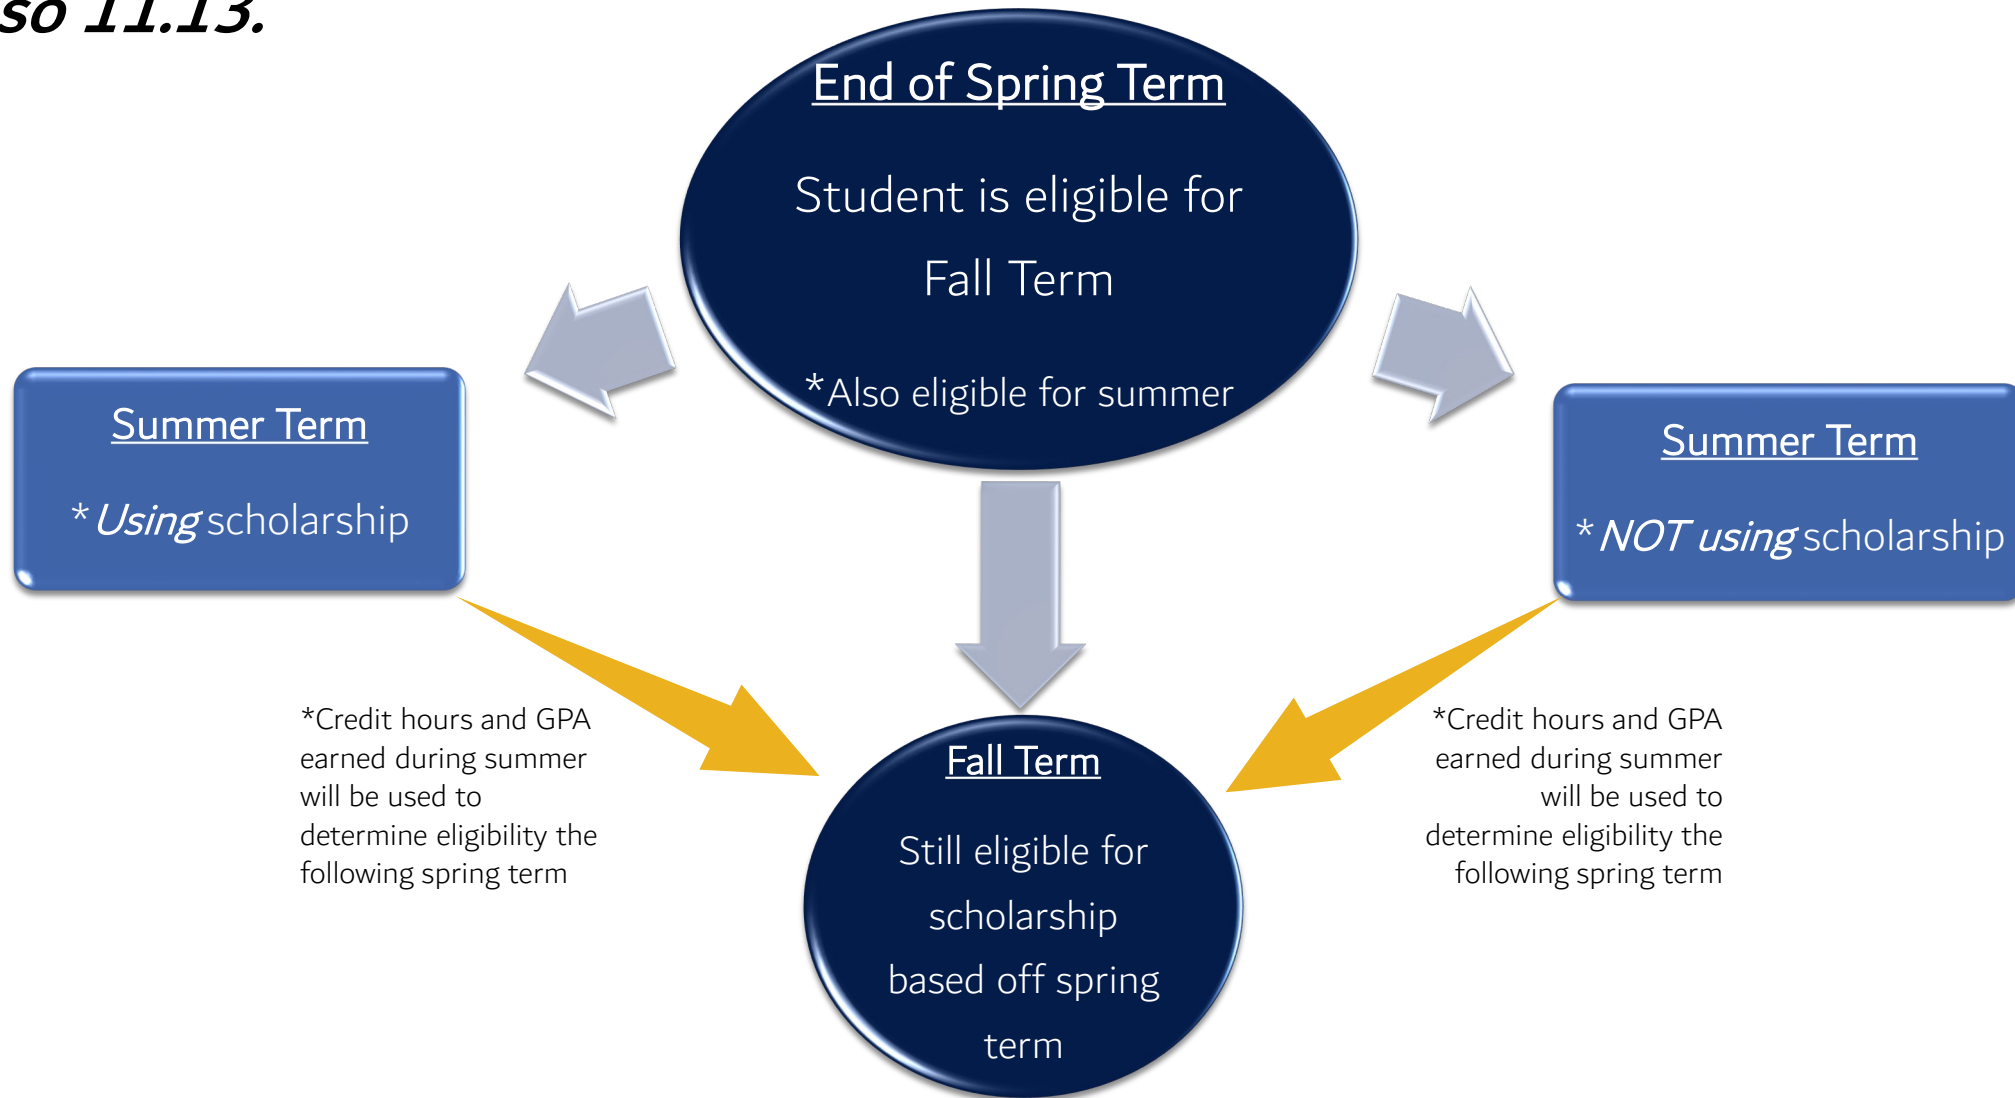 so 11.13.
End of Spring Term
Student is eligible for
Fall Term
*Also eligible for summer
Summer Term
*Using scholarship
Summer Term
*NOT using scholarship
*Credit hours and GPA
earned during summer
will be used to
determine eligibility the
following spring term
*Credit hours and GPA
earned during summer
will be used to
determine eligibility the
following spring term
Fall Term
Still eligible for
scholarship
based off spring
term